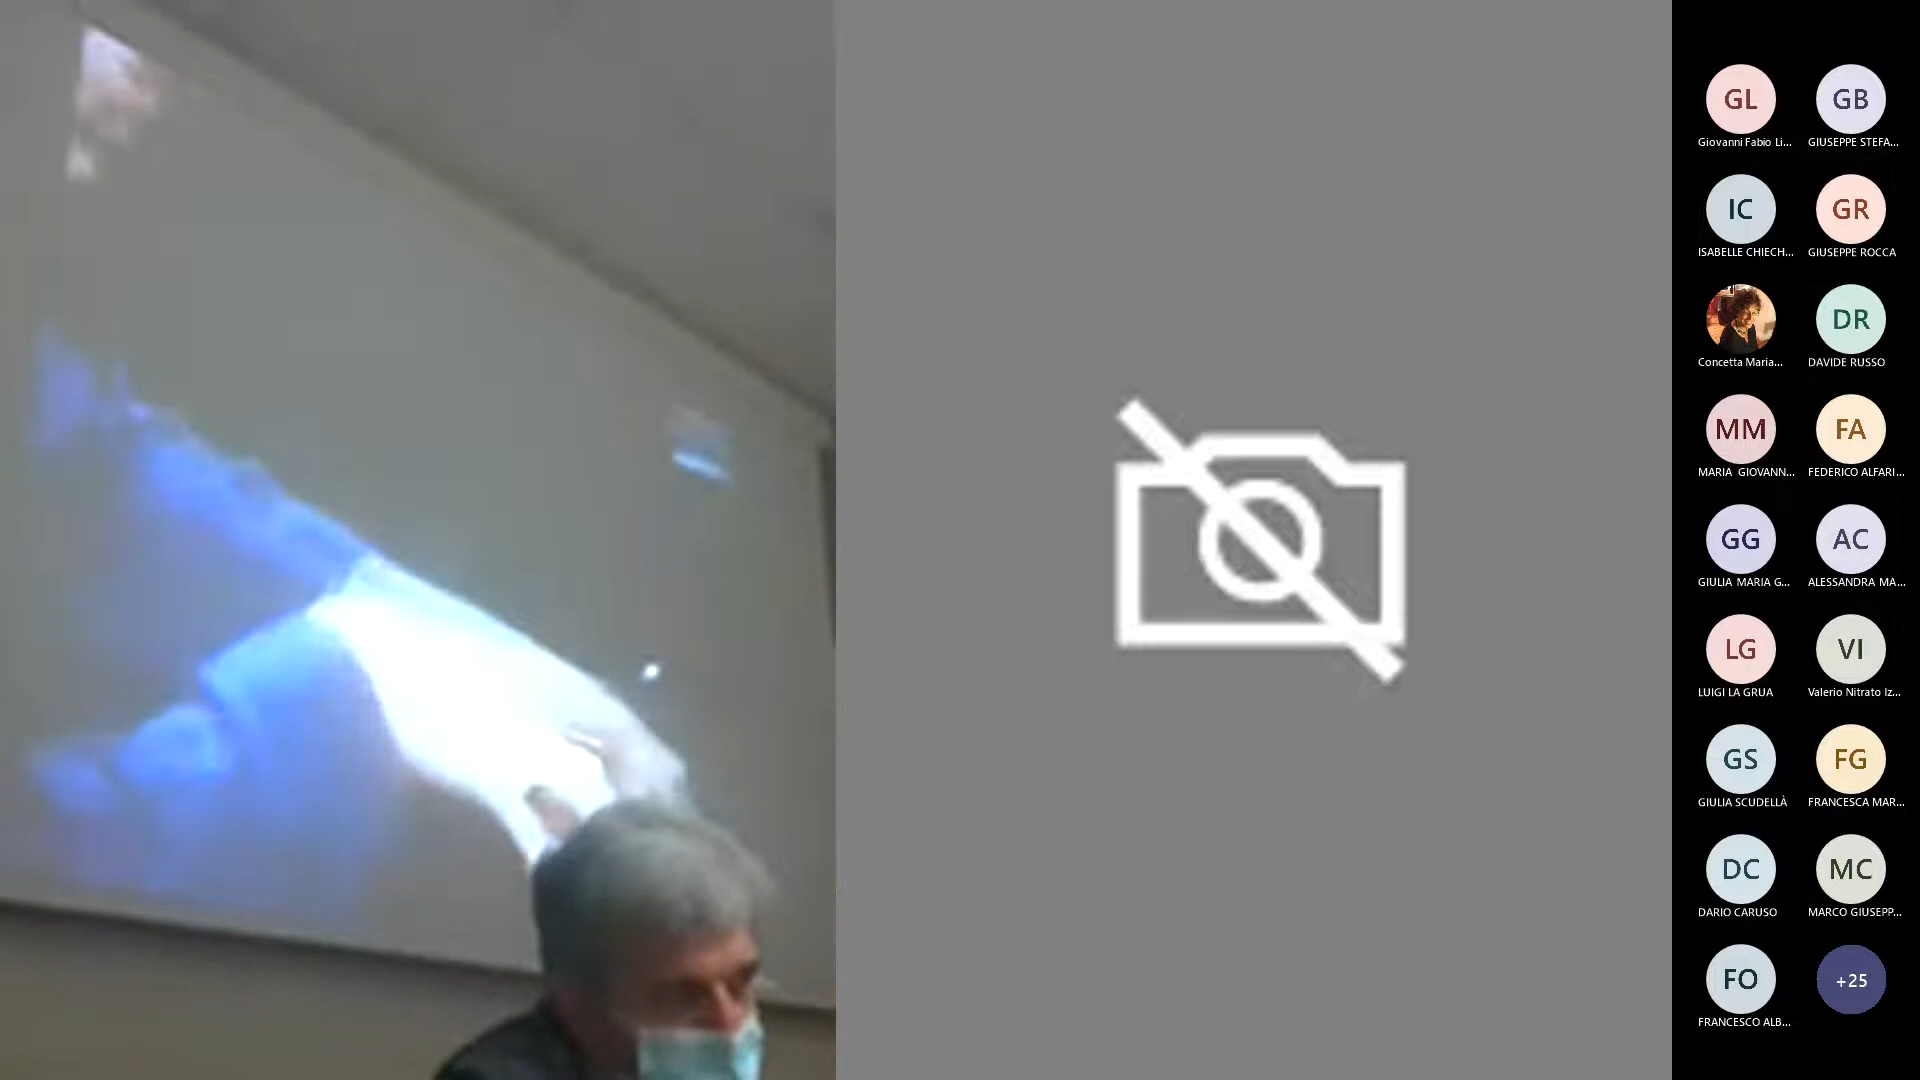 GL GB
Giovanni Fabio Li... GIUSEPPE STEFA...
IC GR
ISABELLE CHIECH... GIUSEPPE ROCCA
DR
Concetta Maria... DAVIDE RUSSO
MM FA
MARIA GIOVANN... FEDERICO ALFARI...
GG AC
GIULIA MARIA G... ALESSANDRA MA...
LG VI
LUIGI LA GRUA Valerio Nitrato Iz...
GS FG
GIULIA SCUDELLÀ FRANCESCA MAR...
DC MC
DARIO CARUSO MARCO GIUSEPP...
FO +25
FRANCESCO ALB...